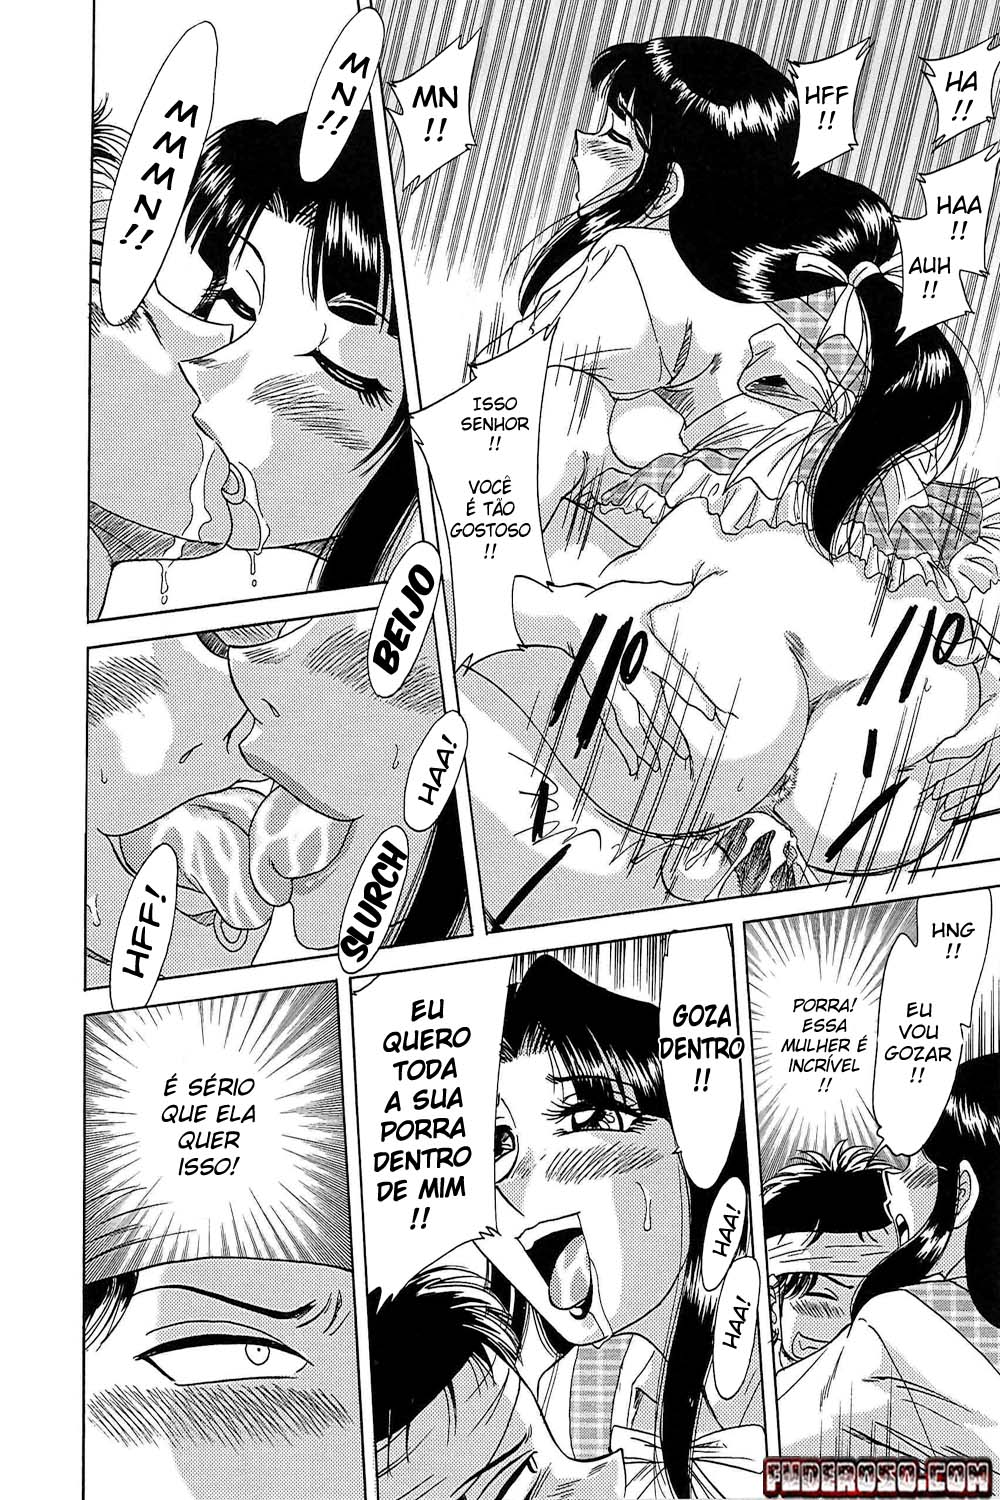 HA
!!
HFF
!!
MN
!!
HAA
!!
AUH
!!
ISSO
SENHOR
!!
VOCÊ
É TÃO
GOSTOSO
!!
MN!!
MMMN!!
BEIJO
HAA!
SLURCH
HFF!
HNG
!!
EU
VOU
GOZAR
PORRA!
ESSA
MULHER É
INCRÍVEL
!!
GOZA
DENTRO
!!
EU
QUERO
TODA
A SUA
PORRA
DENTRO
DE MIM
!!
HAA!
HAA!
É SÉRIO
QUE ELA
QUER
ISSO!
FUDEROSO.COM